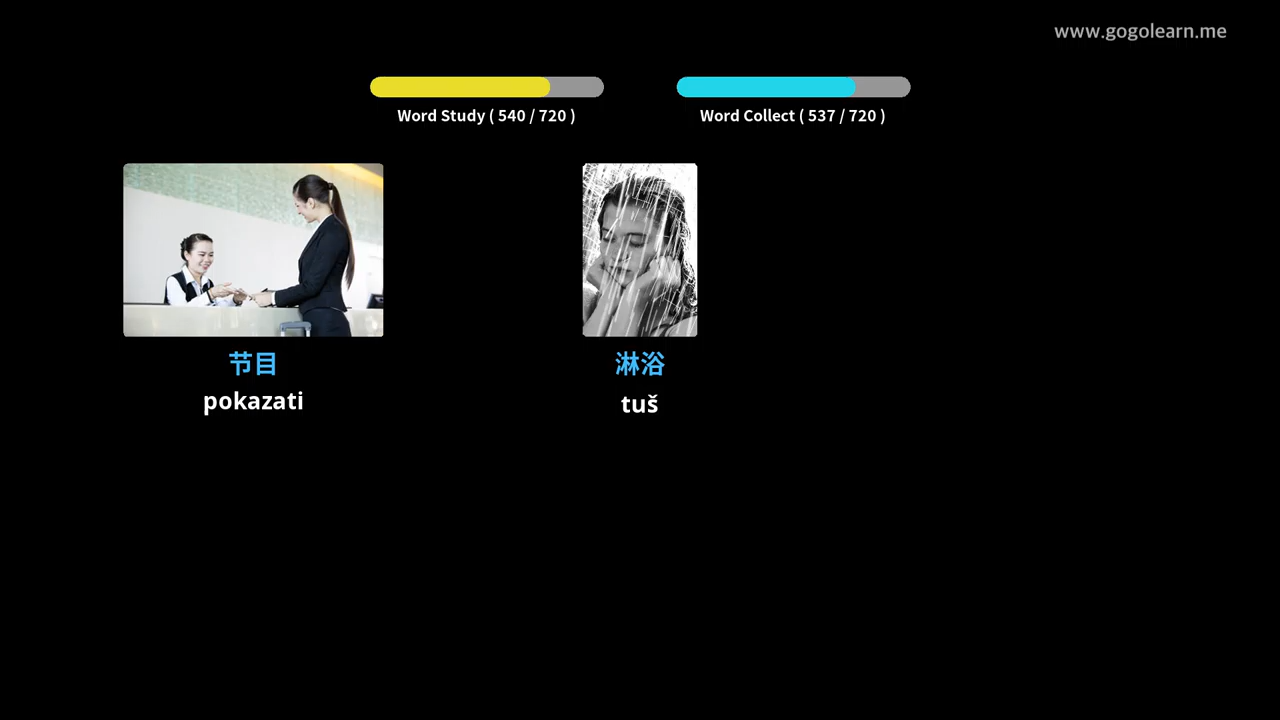 www.gogolearn.me
Word Study ( 540 / 720 )
Word Collect ( 537 / 720 )
节目
pokazati
淋浴
tuš